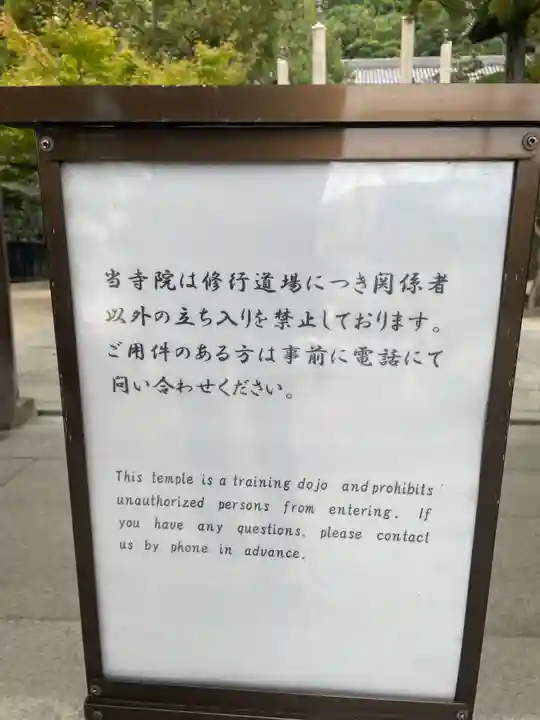 当寺院は修行道場につき関係者
以外の立ち入りを禁止しております。
ご用件のある方は事前に電話にて
問い合わせください。
This temple is a training dojo and prohibits
unauthorized persons from entering. If
you have any questions, please contact
us by phone in advance.